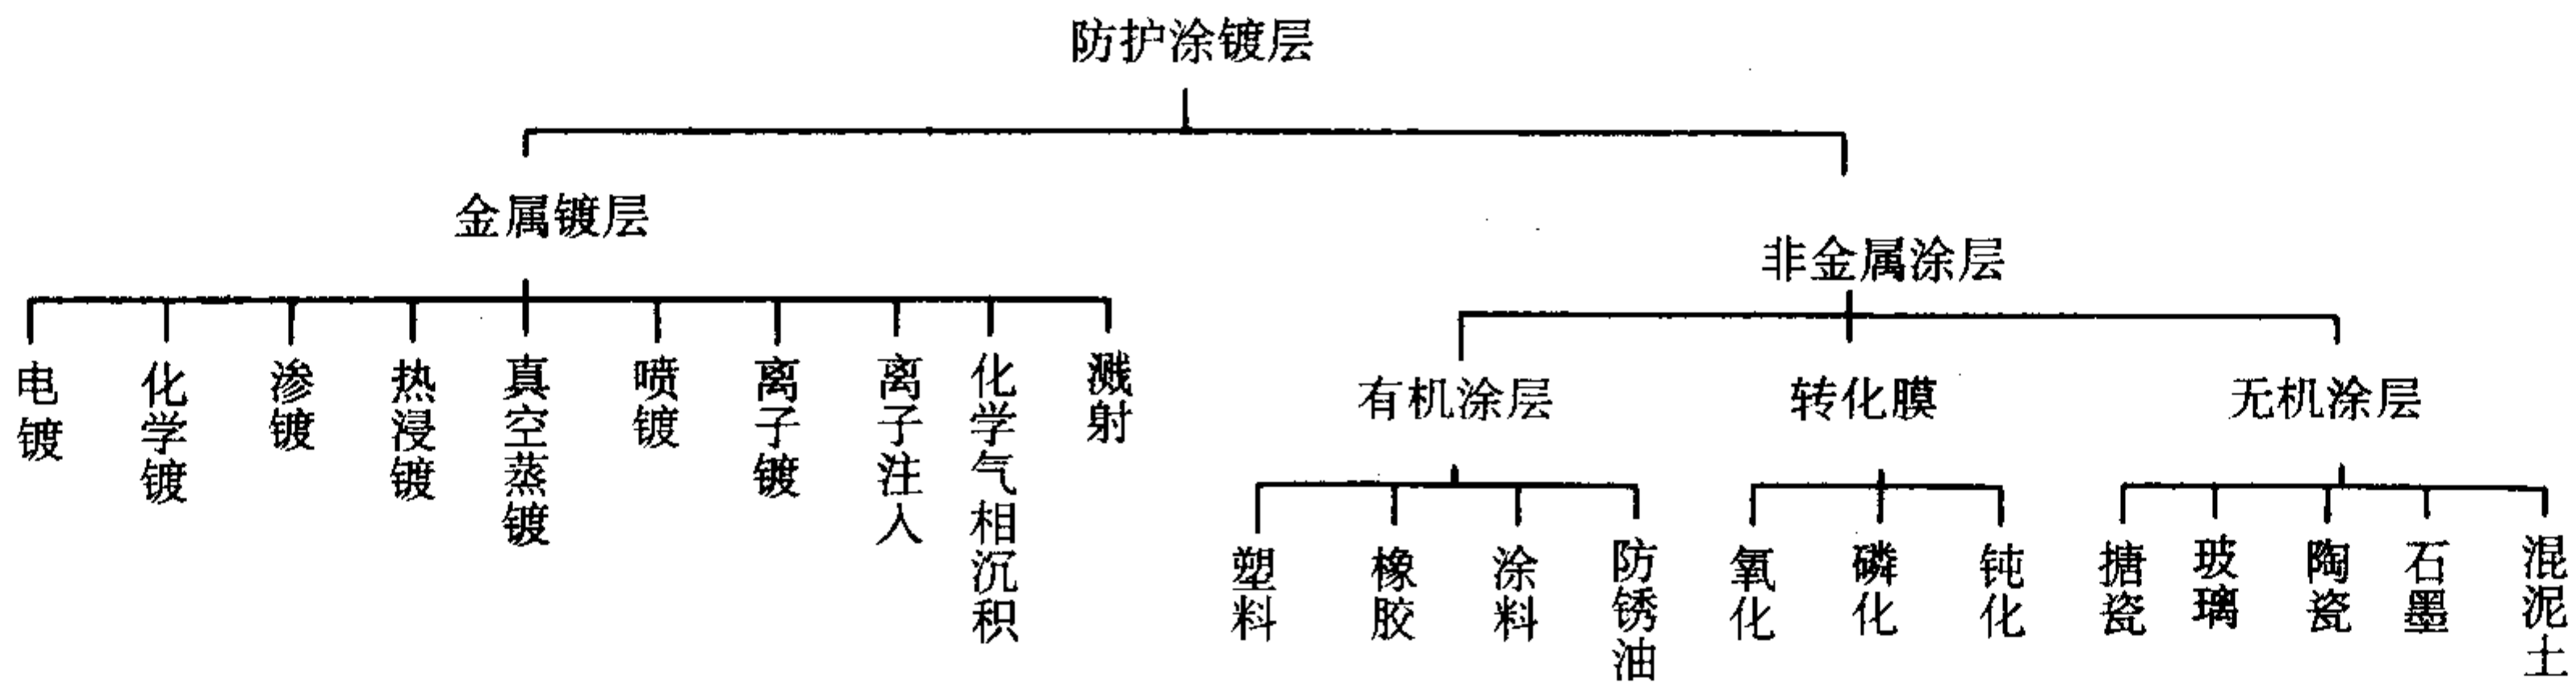 防护涂镀层
金属镀层
非金属涂层
电镀
化学镀
渗镀
热浸镀
真空蒸镀
喷镀
离子镀
离子注入
化学气相沉积
溅射
有机涂层
转化膜
无机涂层
塑料
橡胶
涂料
防锈油
氧化
磷化
钝化
搪瓷
玻璃
陶瓷
石墨
混泥土